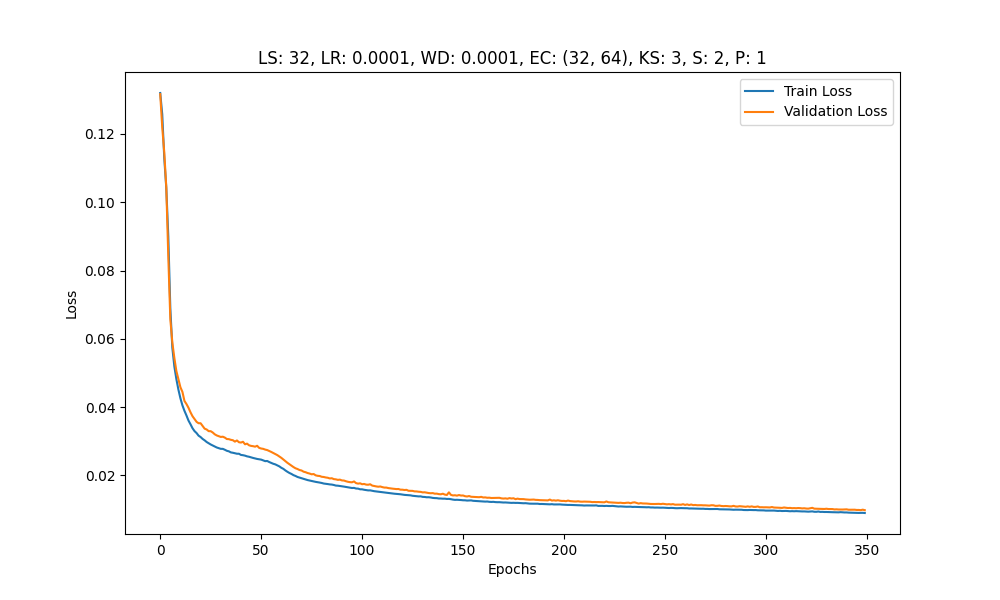 LS: 32, LR: 0.0001, WD: 0.0001, EC: (32, 64), KS: 3, S: 2, P: 1
Train Loss
Validation Loss
0.12
0.10
0.08
0.06
0.04
0.02
Loss
0 50 100 150 200 250 300 350
Epochs